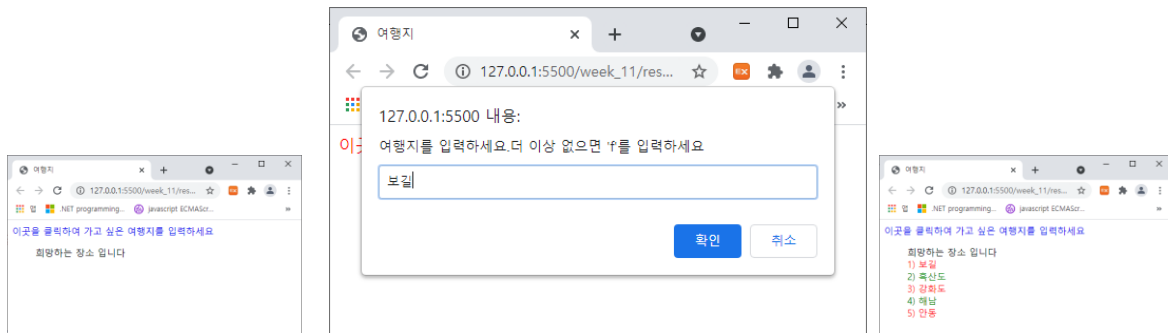 여행지
127.0.0.1:5500/week_11/res...
앱 .NET programming... javascript ECMAScr...
이곳을 클릭하여 가고 싶은 여행지를 입력하세요
희망하는 장소 입니다
여행지
127.0.0.1:5500/week_11/res...
127.0.0.1:5500 내용:
여행지를 입력하세요.더 이상 없으면 'f'를 입력하세요
보길
확인 취소
여행지
127.0.0.1:5500/week_11/res...
앱 .NET programming... javascript ECMAScr...
이곳을 클릭하여 가고 싶은 여행지를 입력하세요
희망하는 장소 입니다
1) 보길
2) 흑산도
3) 강화도
4) 해남
5) 안동